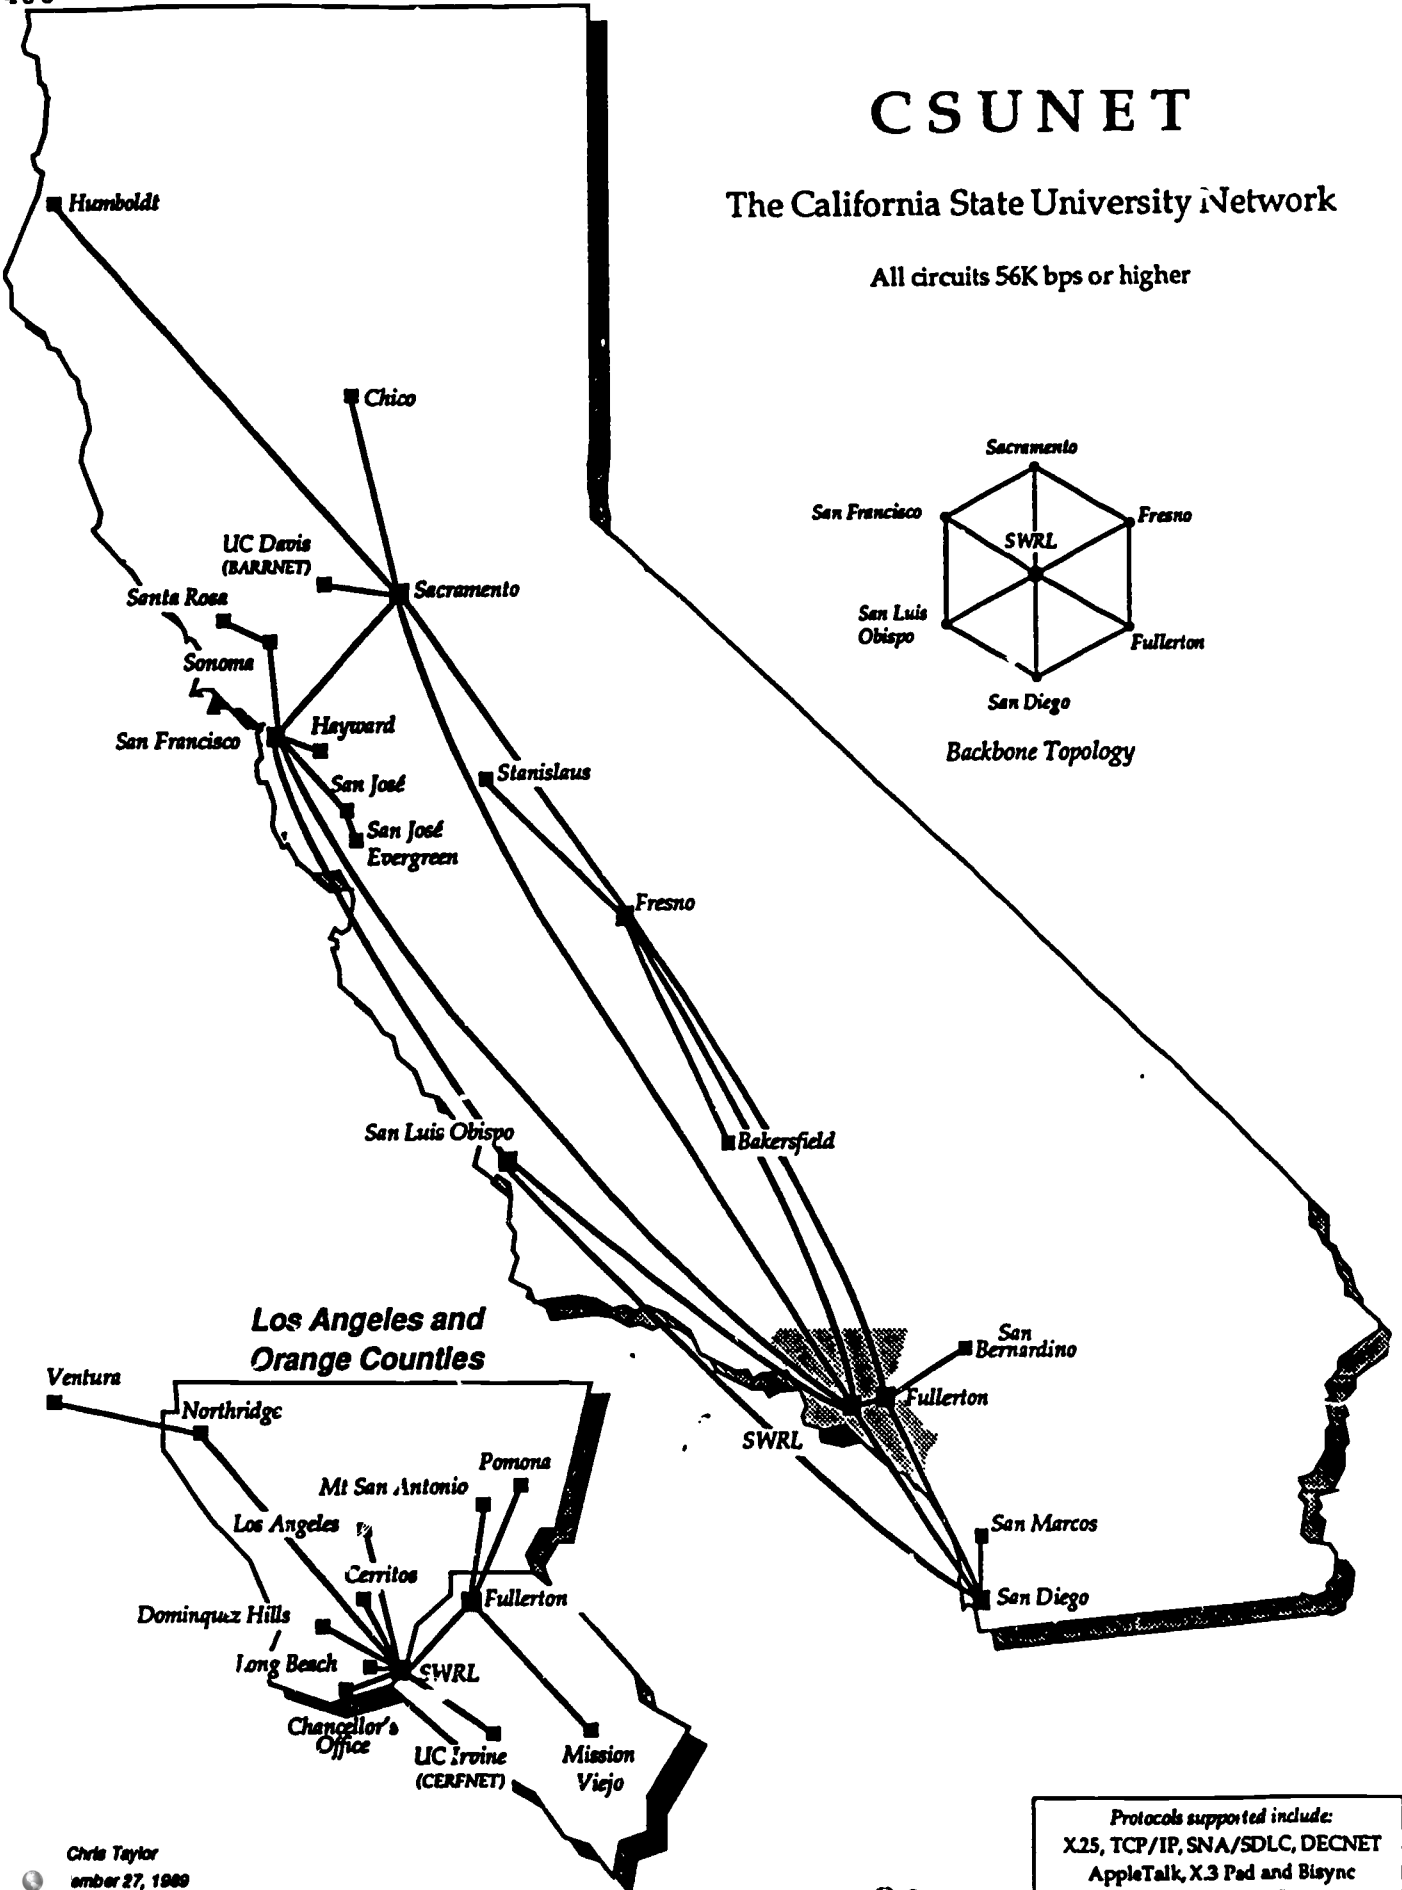 CSUNET
The California State University Network
All circuits 56K bps or higher
Humboldt
Chico
UC Davis
(BARRNET)
Sacramento
Santa Rosa
Sonoma
San Francisco
Hayward
San José
San José
Evergreen
Stanislaus
Fresno
Bakersfield
San Luis Obispo
San
Bernardino
Fullerton
SWRL
San Marcos
San Diego
Sacramento
San Francisco
Fresno
SWRL
San Luis
Obispo
Fullerton
San Diego
Backbone Topology
Los Angeles and
Orange Counties
Ventura
Northridge
Pomona
Mt San Antonio
Los Angeles
Cerritos
Fullerton
Dominquez Hills
Long Beach
SWRL
Chancellor's
Office
UC Irvine
(CERFNET)
Mission
Viejo
Chris Taylor
ember 27, 1989
Protocols supported include:
X.25, TCP/IP, SNA/SDLC, DECNET
AppleTalk, X.3 Pad and Bisync